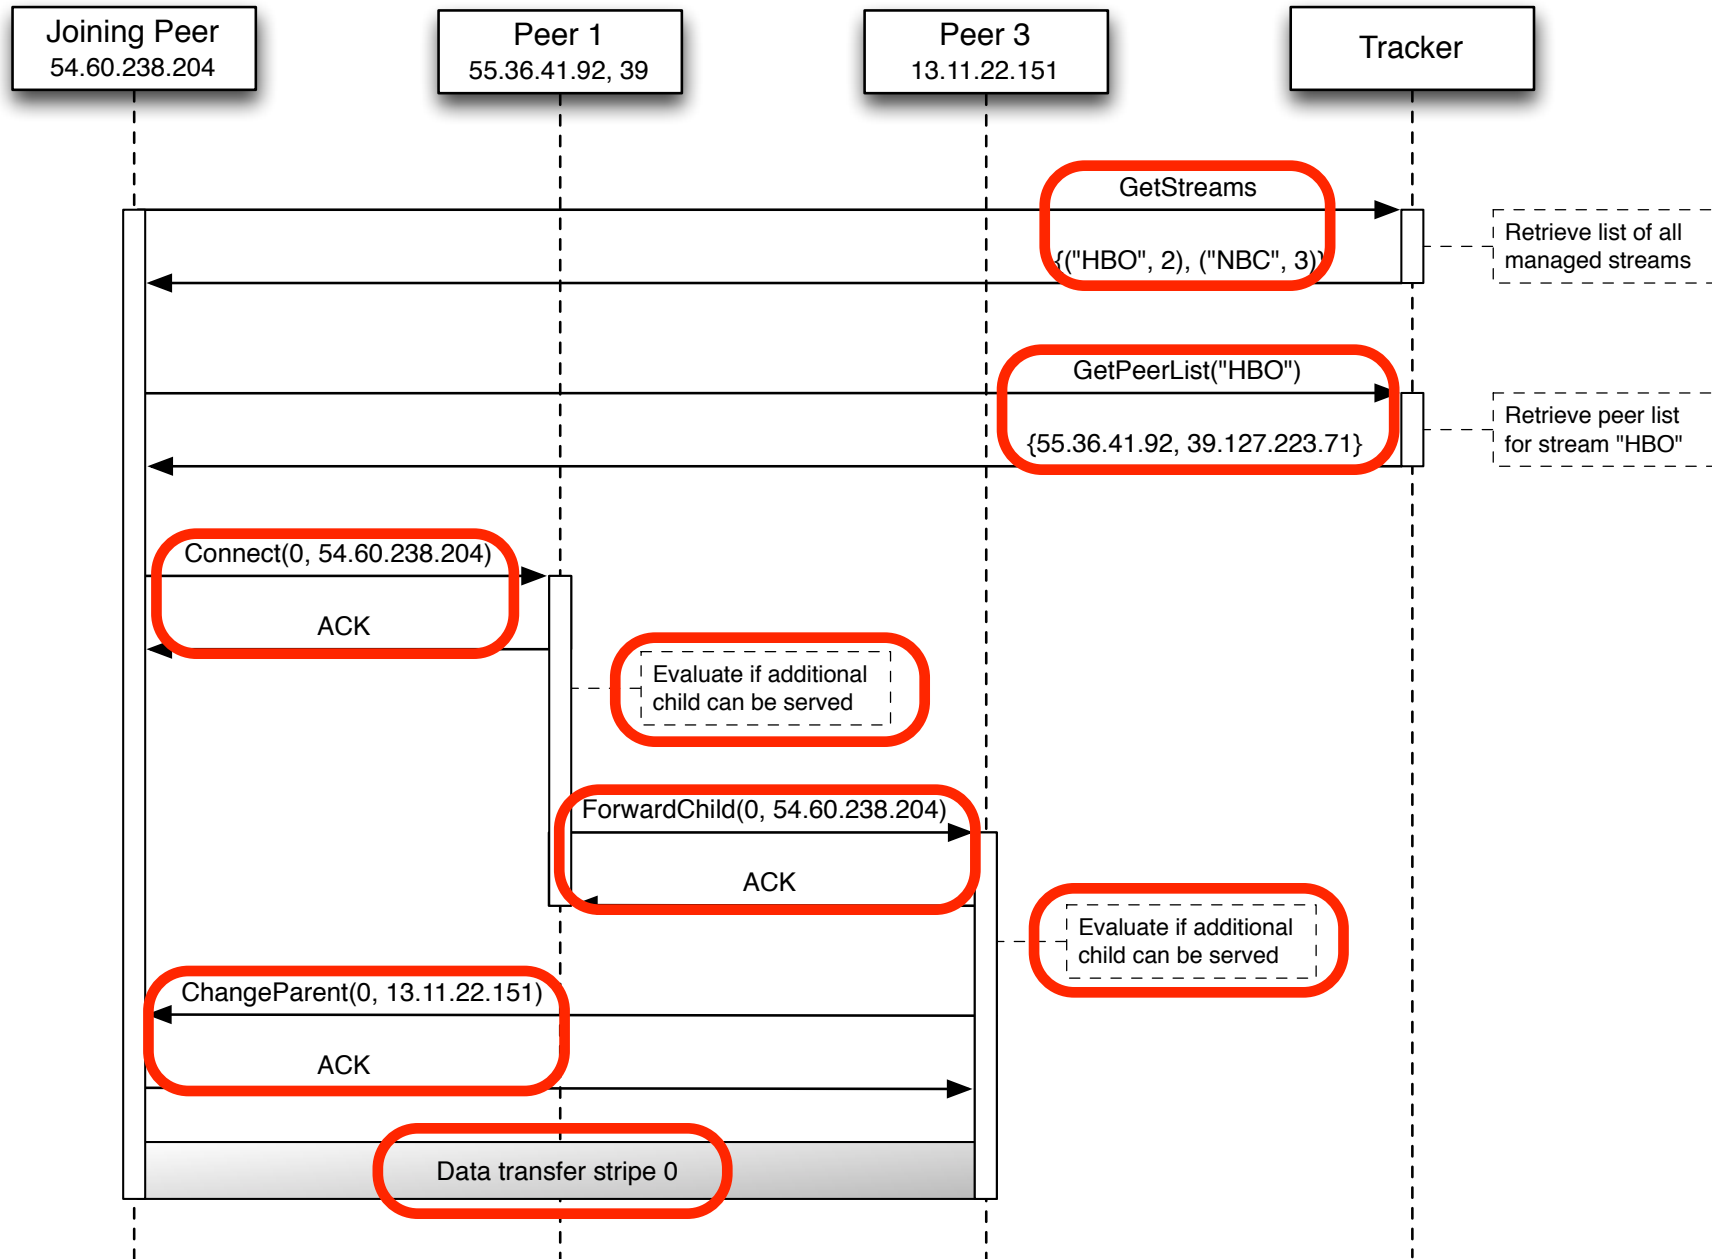 Joining Peer
54.60.238.204
Peer 1
55.36.41.92, 39
Peer 3
13.11.22.151
Tracker
GetStreams
{("HBO", 2), ("NBC", 3)}
Retrieve list of all
managed streams
GetPeerList("HBO")
{55.36.41.92, 39.127.223.71}
Retrieve peer list
for stream "HBO"
Connect(0, 54.60.238.204)
ACK
Evaluate if additional
child can be served
ForwardChild(0, 54.60.238.204)
ACK
Evaluate if additional
child can be served
ChangeParent(0, 13.11.22.151)
ACK
Data transfer stripe 0